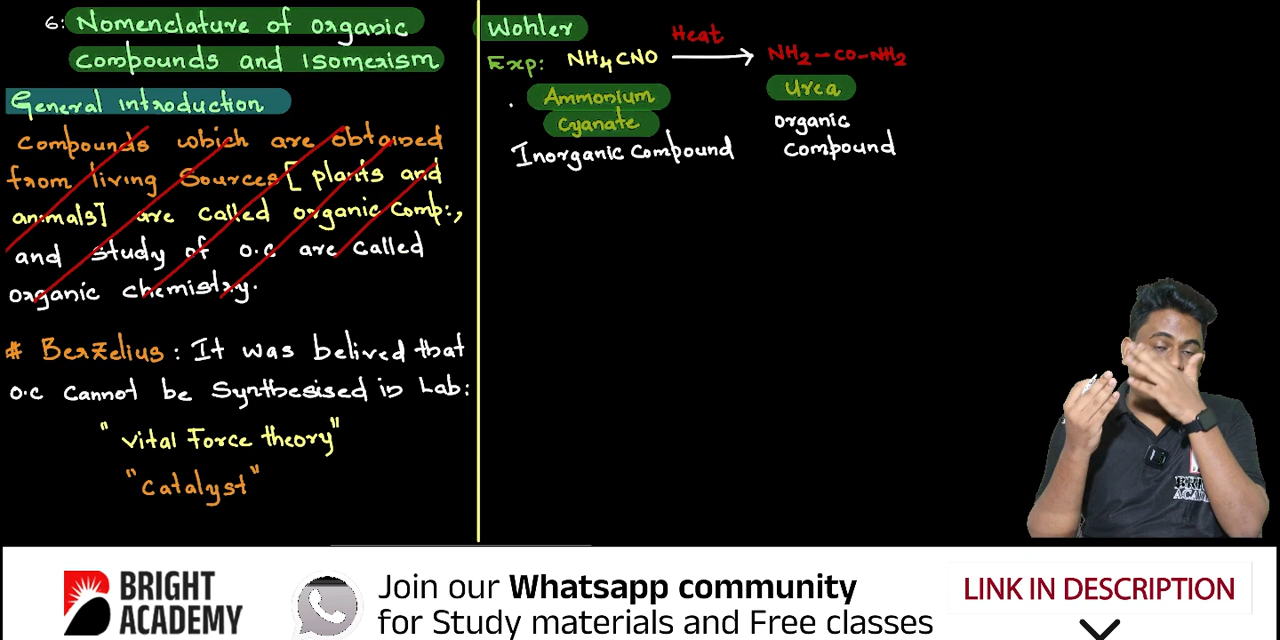 6: Nomenclature of organic
compounds and Isomerism
General introduction
Compounds which are obtained
from living Sources [ plants and
animals] are called organic Comp:,
and study of o.c are called
organic chemistry.
# Berzelius : It was belived that
o.c cannot be Synthesised in Lab:
" Vital Force theory"
"Catalyst"
Wohler
Exp: NH4CNO Heat NH2-CO-NH2
Ammonium
Cyanate
Inorganic Compound
Urea
organic
Compound
BRIGHT
ACADEMY
Join our Whatsapp community
for Study materials and Free classes
LINK IN DESCRIPTION